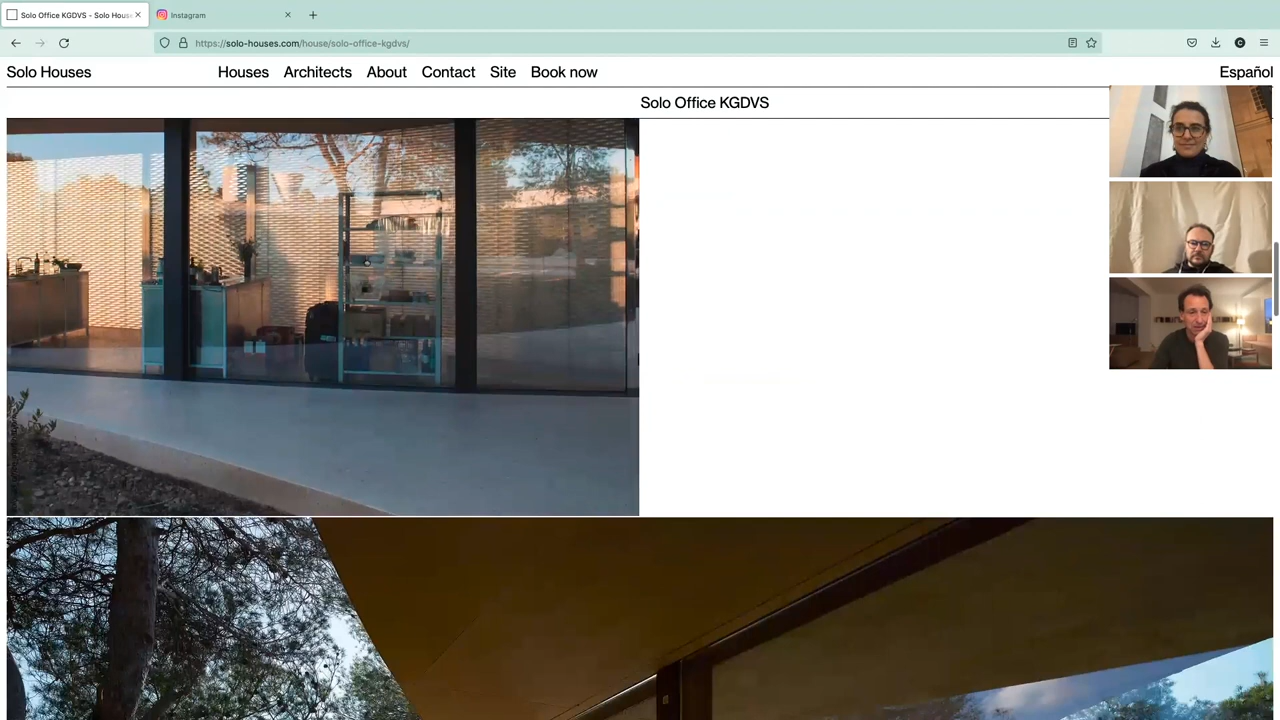 Solo Office KGDVS - Solo Hous
Instagram
https://solo-houses.com/house/solo-office-kgdvs/
Solo Houses
Houses
Architects
About
Contact
Site
Book now
Español
Solo Office KGDVS